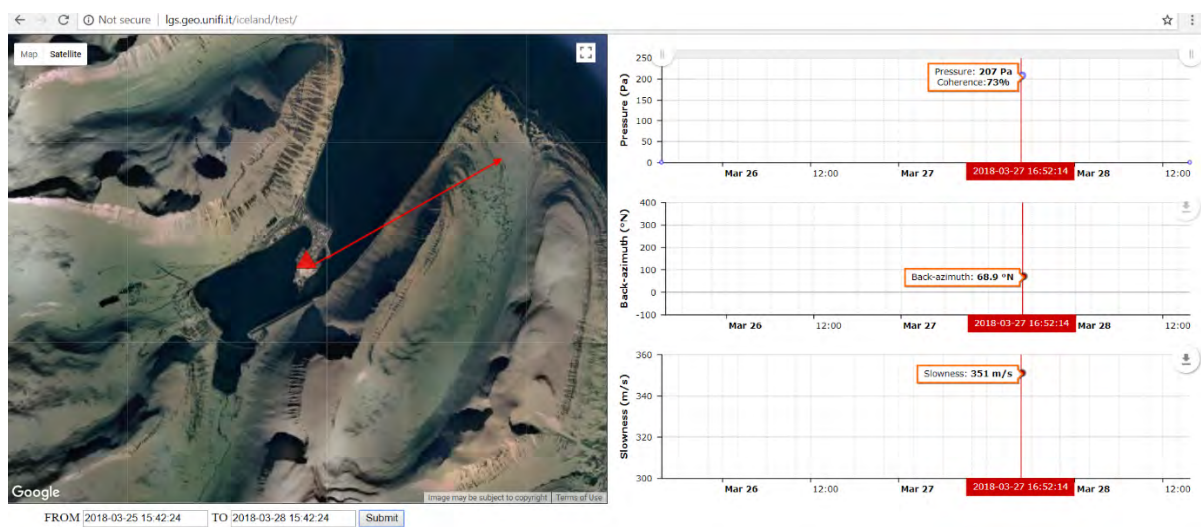 Not secure | lgs.geo.unifi.it/iceland/test/
Map Satellite
Google
Image may be subject to copyright Terms of Use
FROM 2018-03-25 15:42:24 TO 2018-03-28 15:42:24 Submit
Pressure (Pa)
250
200
150
100
50
0
Pressure: 207 Pa
Coherence:73%
Mar 26 12:00 Mar 27 2018-03-27 16:52:14 Mar 28 12:00
Back-azimuth (°N)
400
300
200
100
0
-100
Back-azimuth: 68.9 °N
Mar 26 12:00 Mar 27 2018-03-27 16:52:14 Mar 28 12:00
Slowness (m/s)
360
340
320
300
Slowness: 351 m/s
Mar 26 12:00 Mar 27 2018-03-27 16:52:14 Mar 28 12:00